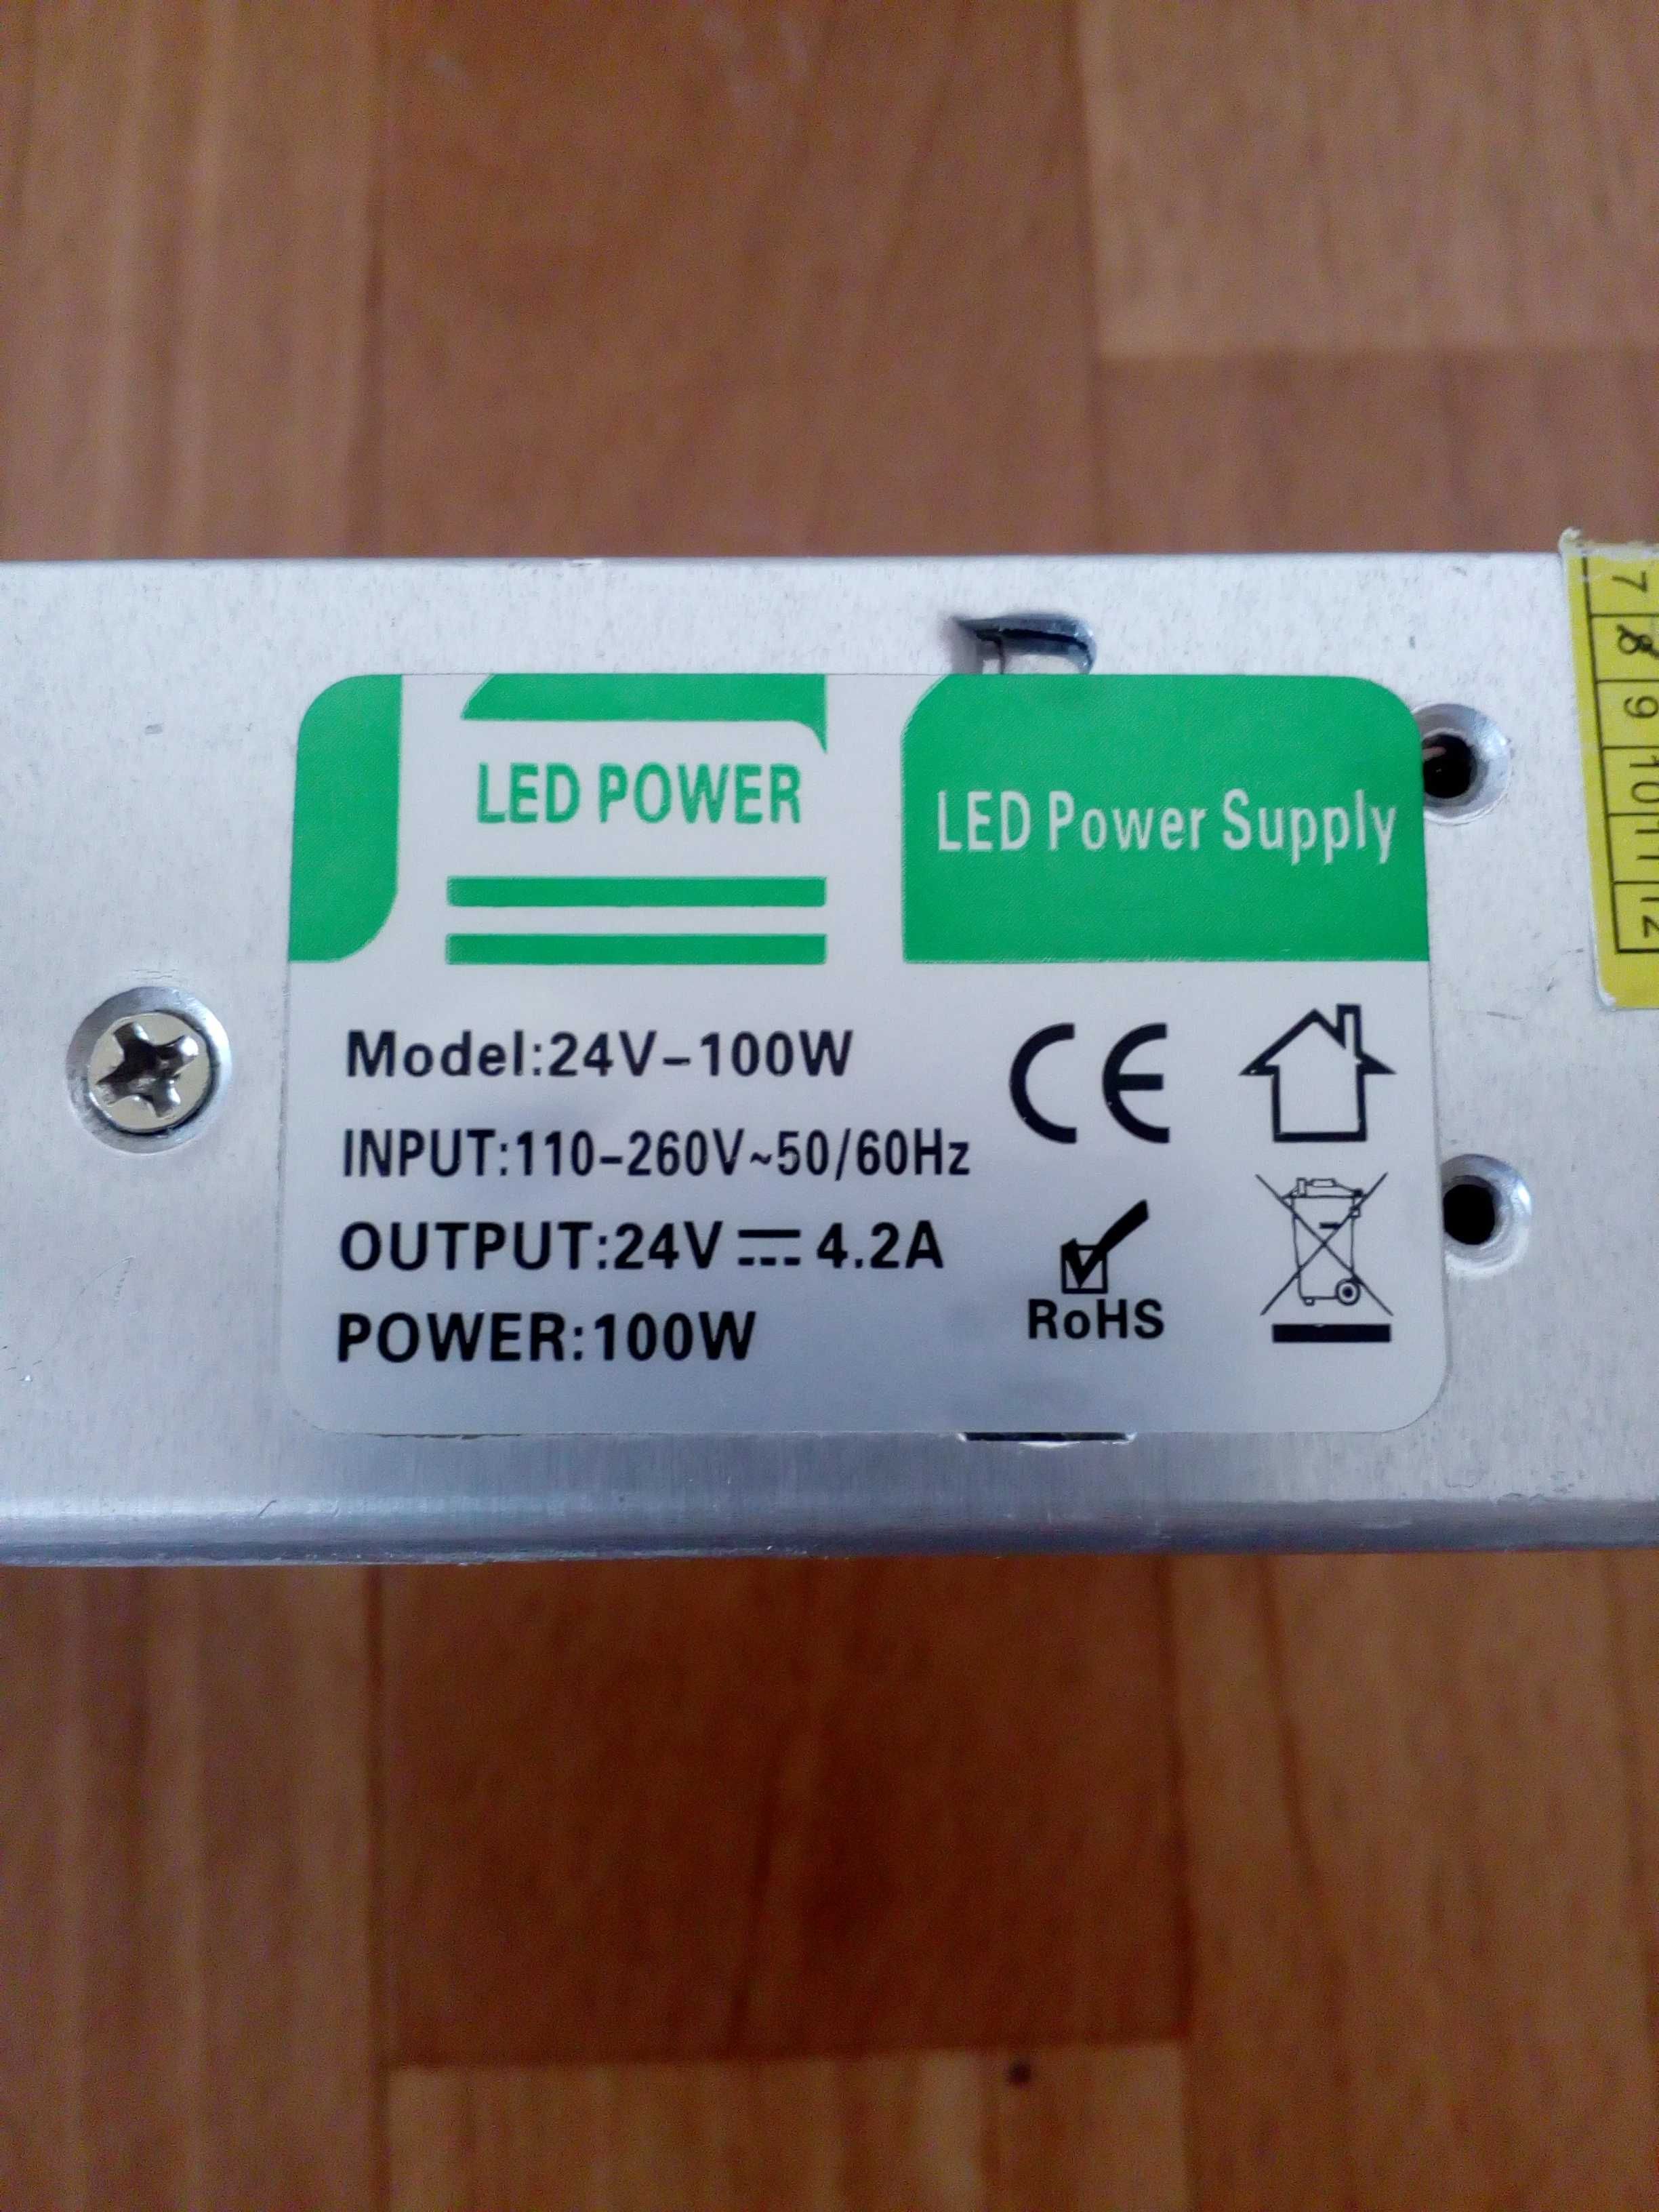 LED POWER
LED Power Supply
Model:24V-100W
INPUT:110-260V~50/60Hz
OUTPUT:24V⎓4.2A
POWER:100W
CE
RoHS
7
8
9
10
11
12